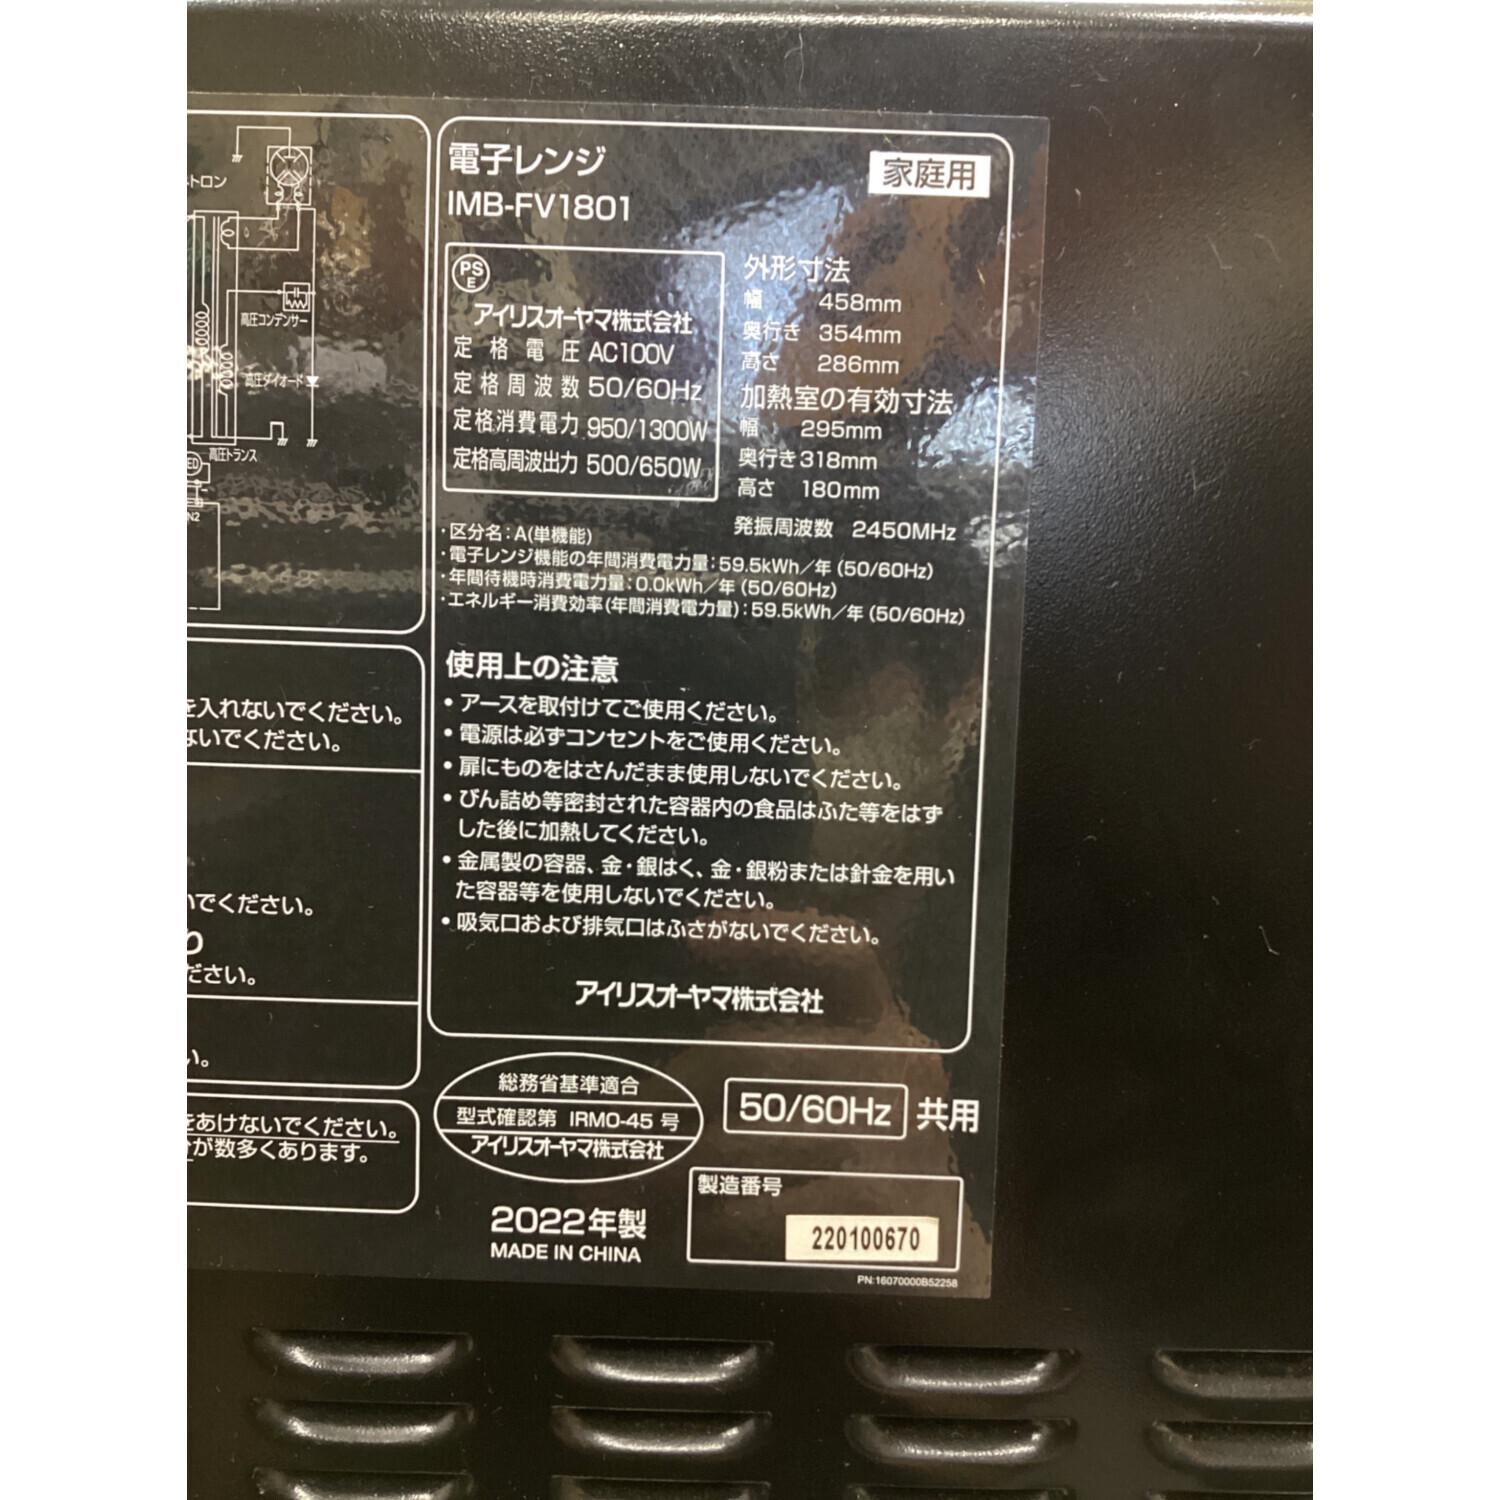 トロン
高圧コンデンサー
高圧ダイオード
高圧トランス
を入れないでください。
ないでください。
いでください。
ださい。
い。
をあけないでください。
が数多くあります。
電子レンジ
家庭用
IMB-FV1801
PS
E
アイリスオーヤマ株式会社
定格電圧 AC100V
定格周波数 50/60Hz
定格消費電力 950/1300W
定格高周波出力 500/650W
外形寸法
幅 458mm
奥行き 354mm
高さ 286mm
加熱室の有効寸法
幅 295mm
奥行き318mm
高さ 180mm
発振周波数 2450MHz
・区分名：A(単機能)
・電子レンジ機能の年間消費電力量：59.5kWh／年 (50/60Hz)
・年間待機時消費電力量：0.0kWh／年 (50/60Hz)
・エネルギー消費効率(年間消費電力量)：59.5kWh／年 (50/60Hz)
使用上の注意
• アースを取付けてご使用ください。
• 電源は必ずコンセントをご使用ください。
• 扉にものをはさんだまま使用しないでください。
• びん詰め等密封された容器内の食品はふた等をはず
した後に加熱してください。
• 金属製の容器、金・銀はく、金・銀粉または針金を用い
た容器等を使用しないでください。
• 吸気口および排気口はふさがないでください。
アイリスオーヤマ株式会社
総務省基準適合
型式確認第 IRMO-45 号
アイリスオーヤマ株式会社
50/60Hz 共用
2022年製
MADE IN CHINA
製造番号
220100670
PN:16070000B52258